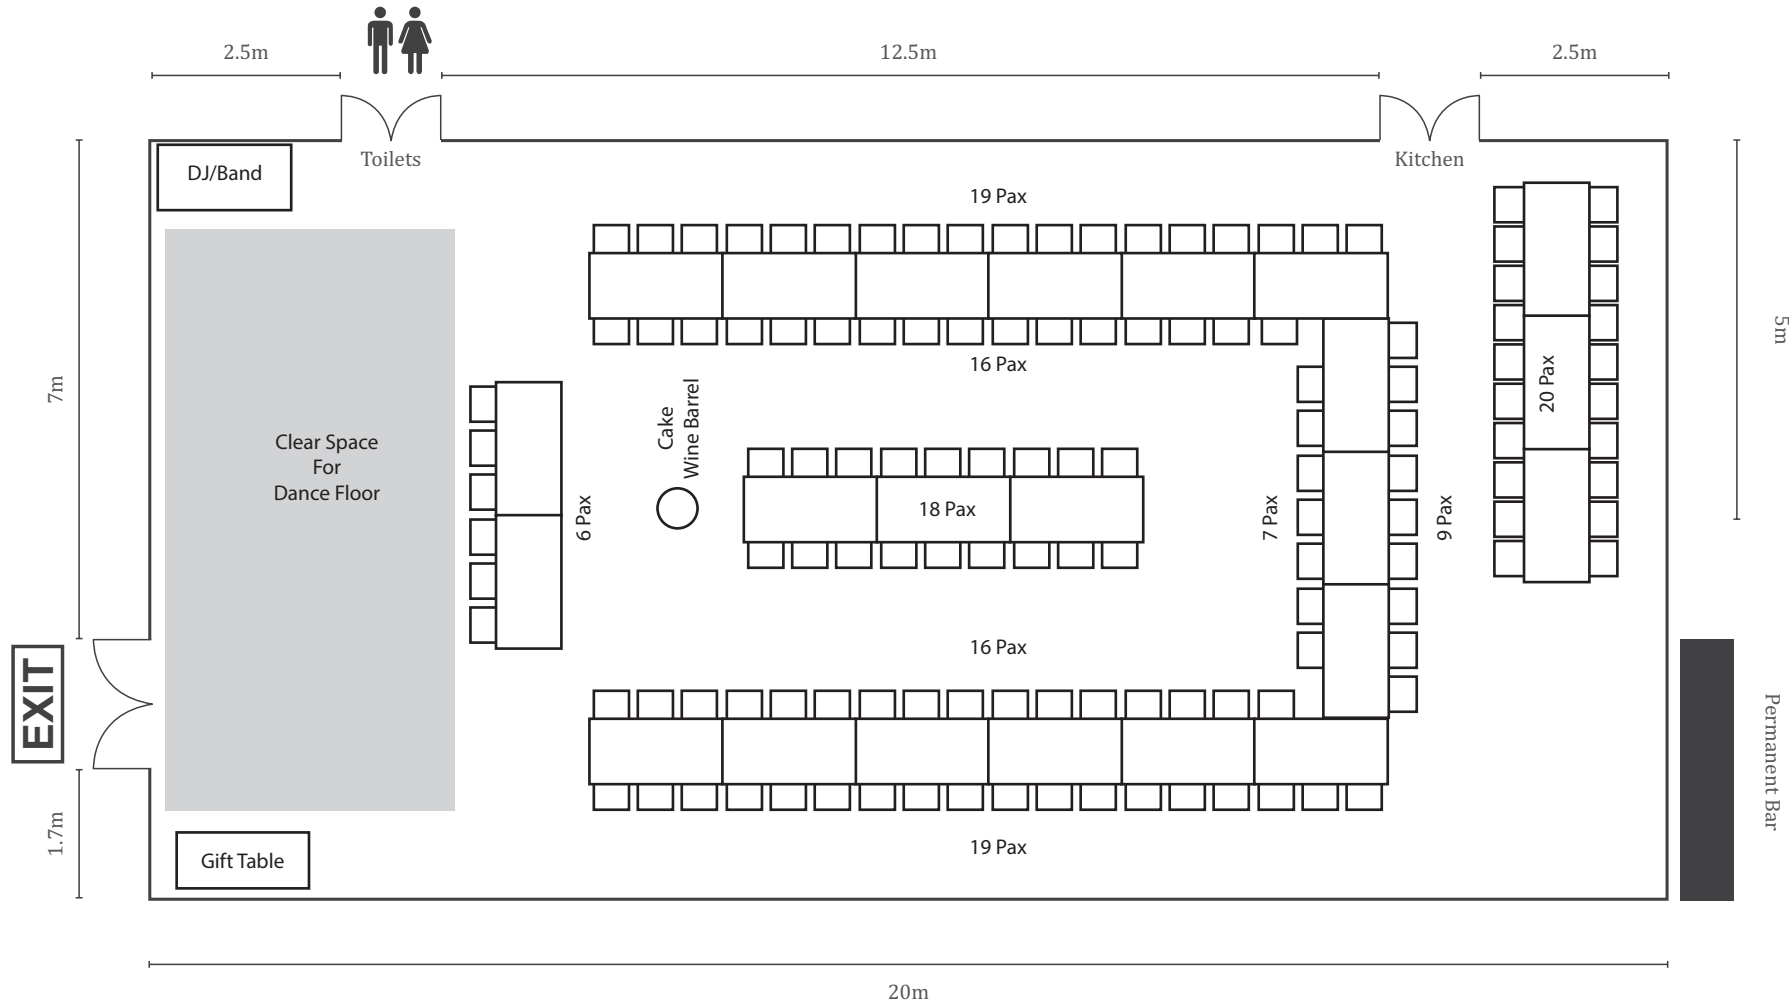 2.5m
12.5m
2.5m
Toilets
Kitchen
DJ/Band
19 Pax
16 Pax
5m
7m
20 Pax
Cake
Wine Barrel
Clear Space
For
Dance Floor
6 Pax
18 Pax
7 Pax
9 Pax
16 Pax
EXIT
Permanent Bar
1.7m
Gift Table
19 Pax
20m